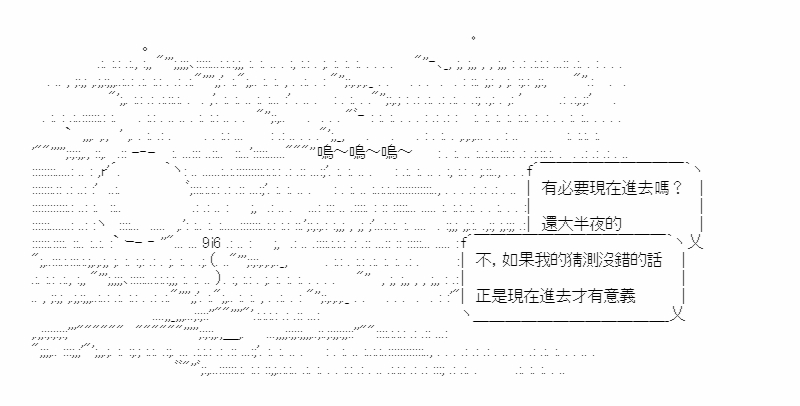 嗚～嗚～嗚～
有必要現在進去嗎？
還大半夜的
不，如果我的猜測沒錯的話
正是現在進去才有意義